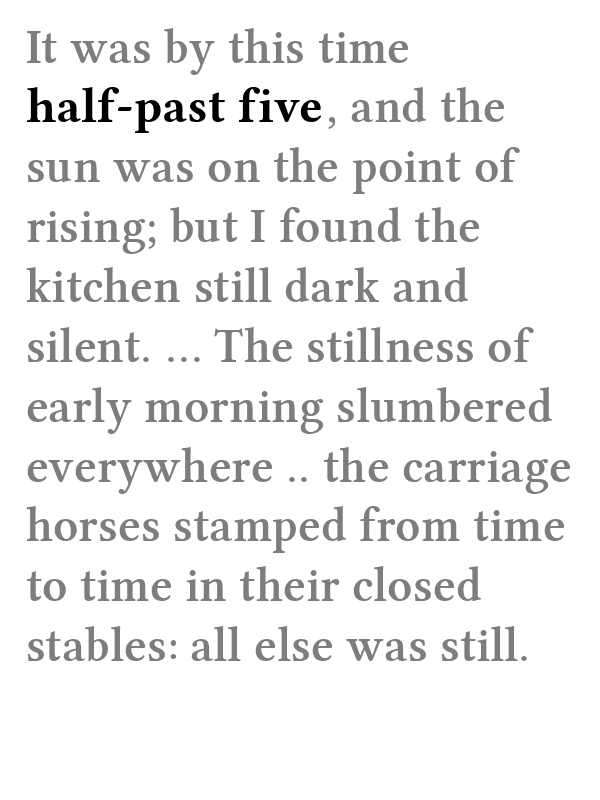 It was by this time
half-past five, and the
sun was on the point of
rising; but I found the
kitchen still dark and
silent. ... The stillness of
early morning slumbered
everywhere .. the carriage
horses stamped from time
to time in their closed
stables: all else was still.